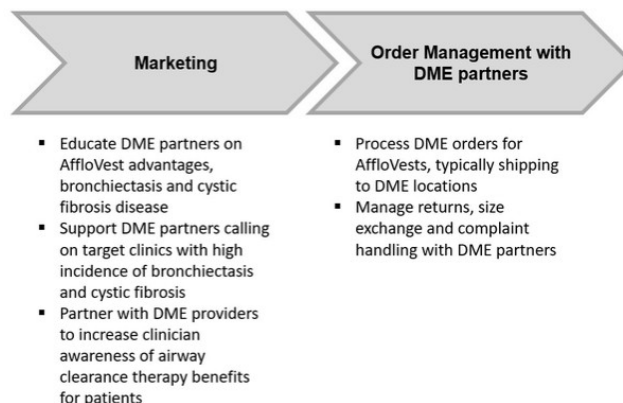 Marketing
▪ Educate DME partners on
AffloVest advantages,
bronchiectasis and cystic
fibrosis disease
▪ Support DME partners calling
on target clinics with high
incidence of bronchiectasis
and cystic fibrosis
▪ Partner with DME providers
to increase clinician
awareness of airway
clearance therapy benefits
for patients
Order Management with
DME partners
▪ Process DME orders for
AffloVests, typically shipping
to DME locations
▪ Manage returns, size
exchange and complaint
handling with DME partners